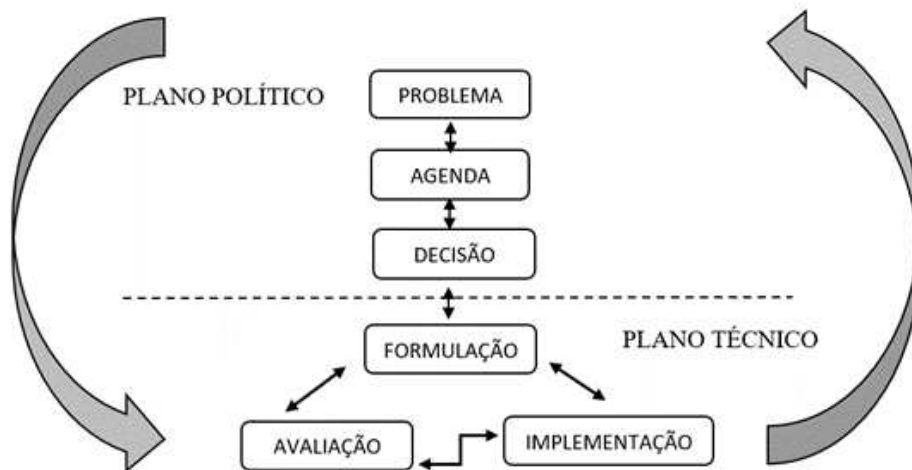 PLANO POLÍTICO
PROBLEMA
AGENDA
DECISÃO
FORMULAÇÃO
PLANO TÉCNICO
AVALIAÇÃO
IMPLEMENTAÇÃO